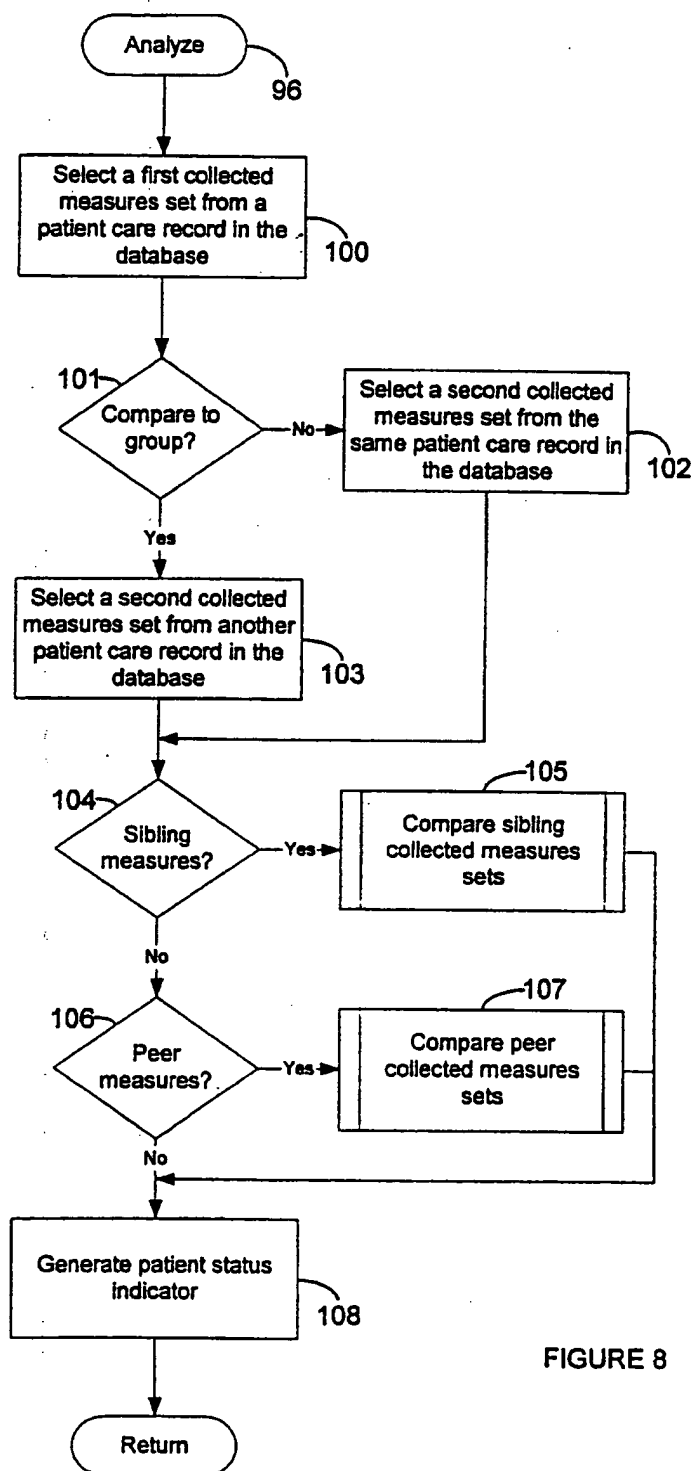 Analyze
96
Select a first collected
measures set from a
patient care record in the
database
100
101
Compare to
group?
No
Select a second collected
measures set from the
same patient care record in
the database
102
Yes
Select a second collected
measures set from another
patient care record in the
database
103
104
Sibling
measures?
Yes
105
Compare sibling
collected measures
sets
No
106
Peer
measures?
Yes
107
Compare peer
collected measures
sets
No
Generate patient status
indicator
108
FIGURE 8
Return